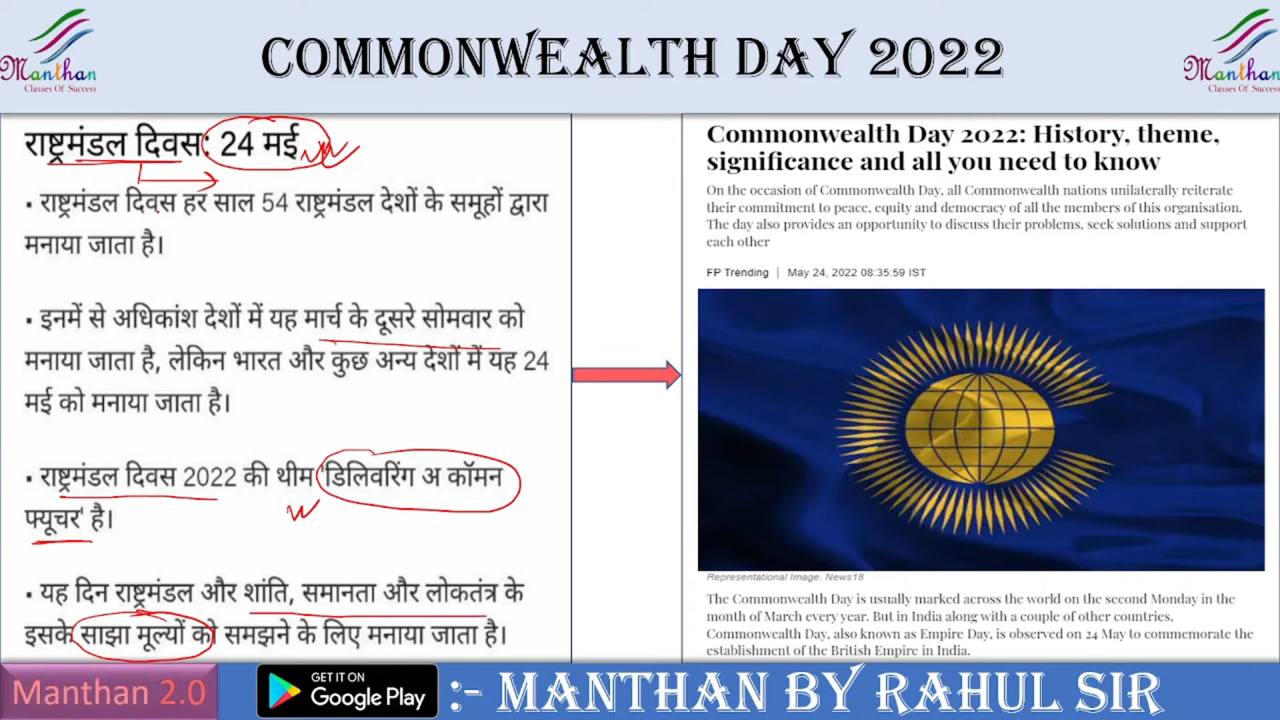 Manthan
Classes Of Success
COMMONWEALTH DAY 2022
Manthan
Classes Of Success
राष्ट्रमंडल दिवस: 24 मई
• राष्ट्रमंडल दिवस हर साल 54 राष्ट्रमंडल देशों के समूहों द्वारा
मनाया जाता है।
• इनमें से अधिकांश देशों में यह मार्च के दूसरे सोमवार को
मनाया जाता है, लेकिन भारत और कुछ अन्य देशों में यह 24
मई को मनाया जाता है।
• राष्ट्रमंडल दिवस 2022 की थीम 'डिलिवरिंग अ कॉमन
फ्यूचर' है।
• यह दिन राष्ट्रमंडल और शांति, समानता और लोकतंत्र के
इसके साझा मूल्यों को समझने के लिए मनाया जाता है।
Commonwealth Day 2022: History, theme,
significance and all you need to know
On the occasion of Commonwealth Day, all Commonwealth nations unilaterally reiterate
their commitment to peace, equity and democracy of all the members of this organisation.
The day also provides an opportunity to discuss their problems, seek solutions and support
each other
FP Trending | May 24, 2022 08:35:59 IST
Representational Image. News18
The Commonwealth Day is usually marked across the world on the second Monday in the
month of March every year. But in India along with a couple of other countries,
Commonwealth Day, also known as Empire Day, is observed on 24 May to commemorate the
establishment of the British Empire in India.
Manthan 2.0
GET IT ON
Google Play
:- MANTHAN BY RAHUL SIR